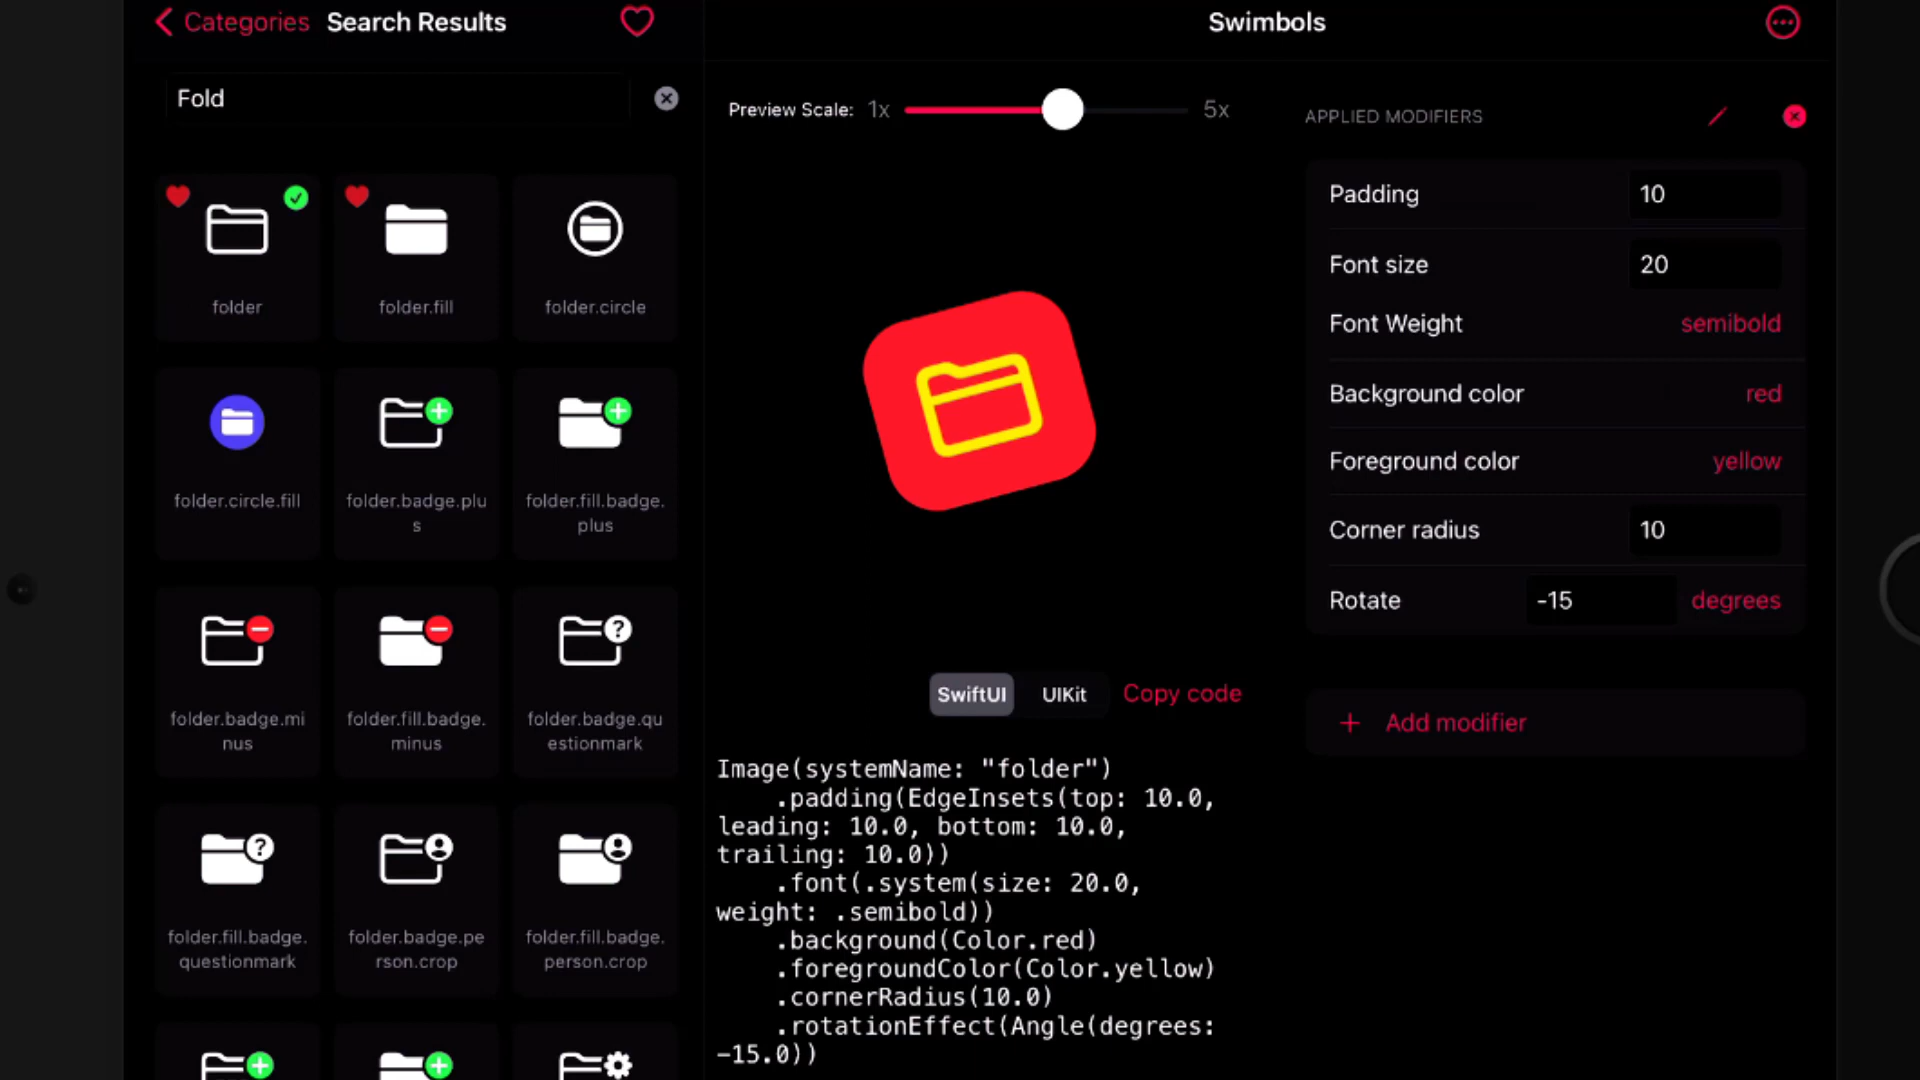 Categories
Search Results
Fold
folder
folder.fill
folder.circle
folder.circle.fill
folder.badge.plu
s
folder.fill.badge.
plus
folder.badge.mi
nus
folder.fill.badge.
minus
folder.badge.qu
estionmark
folder.fill.badge.
questionmark
folder.badge.pe
rson.crop
folder.fill.badge.
person.crop
Swimbols
Preview Scale: 1x 5x
SwiftUI UIKit Copy code
Image(systemName: "folder")
.padding(EdgeInsets(top: 10.0,
leading: 10.0, bottom: 10.0,
trailing: 10.0))
.font(.system(size: 20.0,
weight: .semibold))
.background(Color.red)
.foregroundColor(Color.yellow)
.cornerRadius(10.0)
.rotationEffect(Angle(degrees:
-15.0))
APPLIED MODIFIERS
Padding 10
Font size 20
Font Weight semibold
Background color red
Foreground color yellow
Corner radius 10
Rotate -15 degrees
+ Add modifier